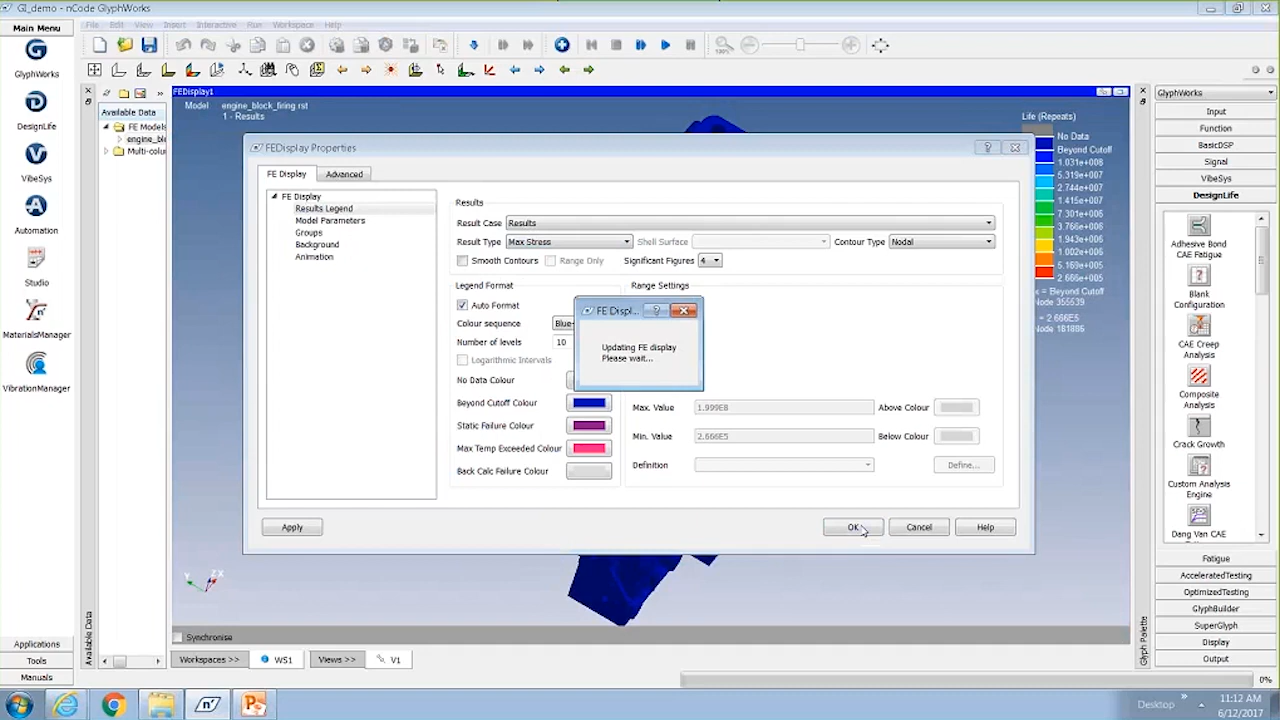 GI_demo - nCode GlyphWorks
Main Menu
File Edit View Insert Interactive Run Workspace Help
100%
GlyphWorks
DesignLife
VibeSys
Automation
Studio
MaterialsManager
VibrationManager
Applications
Tools
Manuals
Available Data
FE Models
engine_bl
Multi-colu
Available Data
FEDisplay1
Model engine_block_firing rst
1 - Results
Life (Repeats)
No Data
Beyond Cutoff
1.031e+008
5.319e+007
2.744e+007
1.415e+007
7.301e+006
3.766e+006
1.943e+006
1.002e+006
5.169e+005
2.666e+005
x = Beyond Cutoff
Node 355539
= 2.666E5
Node 181886
FEDisplay Properties
FE Display Advanced
FE Display
Results Legend
Model Parameters
Groups
Background
Animation
Results
Result Case Results
Result Type Max Stress Shell Surface Contour Type Nodal
Smooth Contours Range Only Significant Figures 4
Legend Format Range Settings
Auto Format
Colour sequence Blue-
Number of levels 10
Logarithmic Intervals
No Data Colour
Beyond Cutoff Colour
Static Failure Colour
Max Temp Exceeded Colour
Back Calc Failure Colour
Max. Value 1.999E8 Above Colour
Min. Value 2.666E5 Below Colour
Definition Define...
FE Displ...
Updating FE display
Please wait...
Apply OK Cancel Help
Y Z X
Synchronise
Workspaces >> WS1 Views >> V1
0%
GlyphWorks
Input
Function
BasicDSP
Signal
VibeSys
DesignLife
Adhesive Bond
CAE Fatigue
Blank
Configuration
CAE Creep
Analysis
Composite
Analysis
Crack Growth
Custom Analysis
Engine
Dang Van CAE
Fatigue
AcceleratedTesting
OptimizedTesting
GlyphBuilder
SuperGlyph
Display
Output
Glyph Palette
Desktop
11:12 AM
6/12/2017